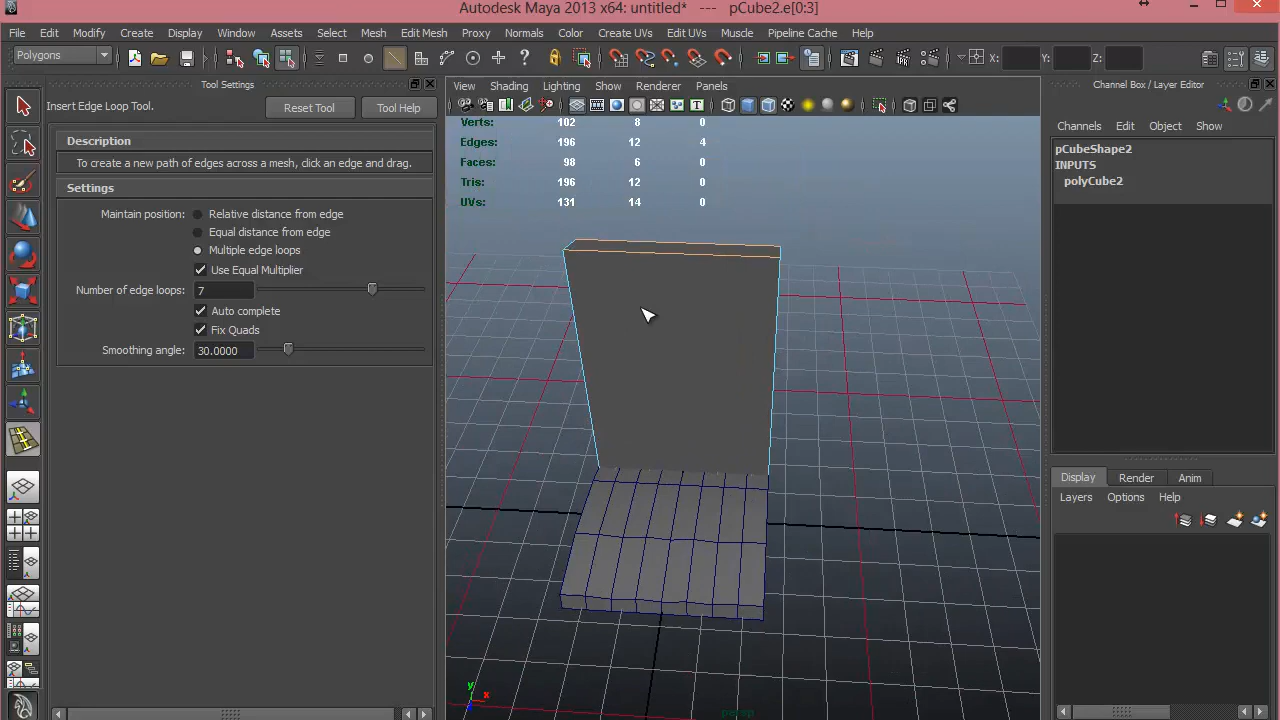 Autodesk Maya 2013 x64: untitled*   ---   pCube2.e[0:3]
File Edit Modify Create Display Window Assets Select Mesh Edit Mesh Proxy Normals Color Create UVs Edit UVs Muscle Pipeline Cache Help
Polygons
X: Y: Z:
Tool Settings
Insert Edge Loop Tool. Reset Tool Tool Help
Description
To create a new path of edges across a mesh, click an edge and drag.
Settings
Maintain position: Relative distance from edge
Equal distance from edge
Multiple edge loops
Use Equal Multiplier
Number of edge loops: 7
Auto complete
Fix Quads
Smoothing angle: 30.0000
View Shading Lighting Show Renderer Panels
Verts: 102 8 0
Edges: 196 12 4
Faces: 98 6 0
Tris: 196 12 0
UVs: 131 14 0
y
x
persp
Channel Box / Layer Editor
Channels Edit Object Show
pCubeShape2
INPUTS
polyCube2
Display Render Anim
Layers Options Help